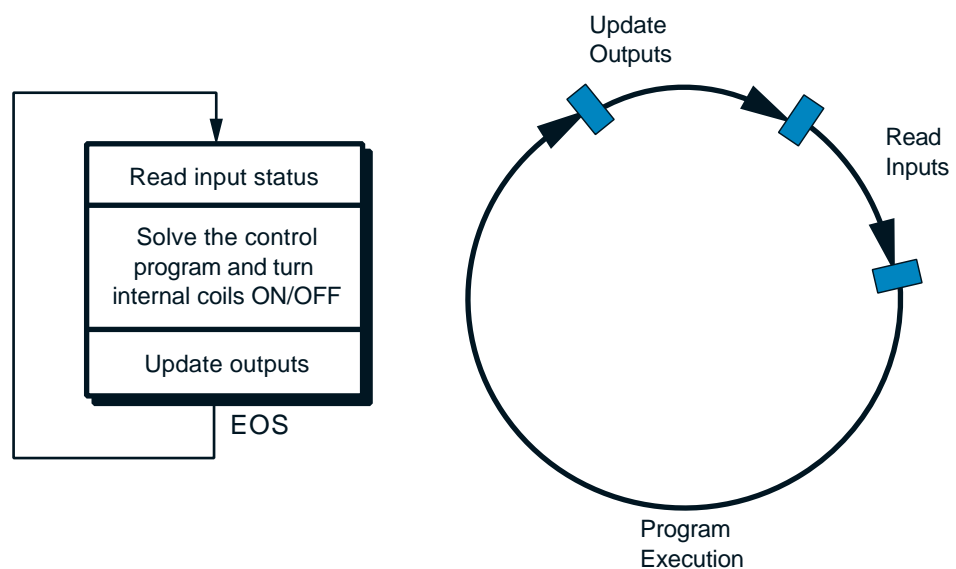 Read input status
Solve the control
program and turn
internal coils ON/OFF
Update outputs
EOS
Update
Outputs
Read
Inputs
Program
Execution